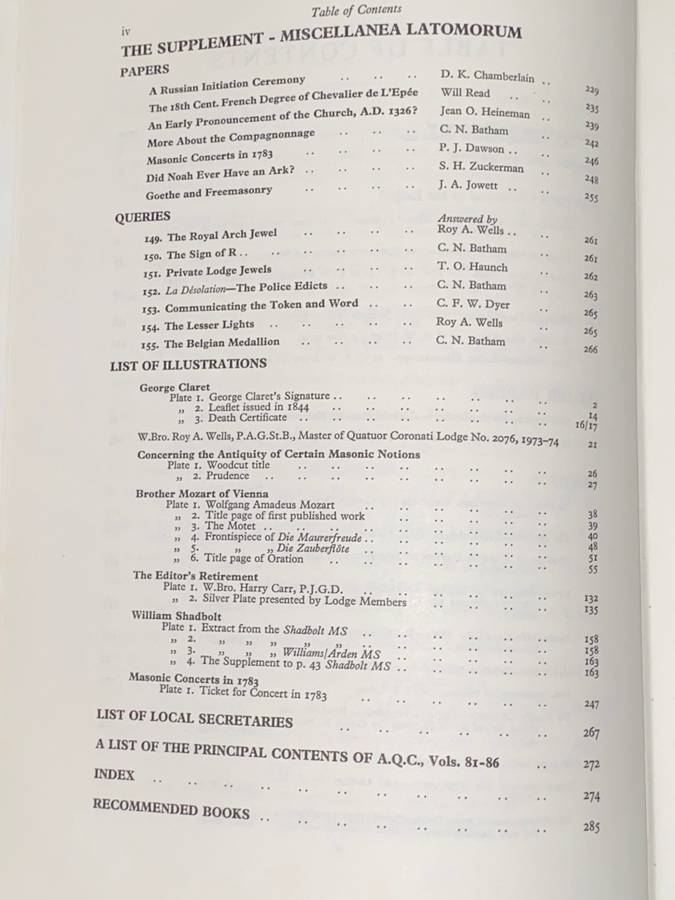 iv
Table of Contents
THE SUPPLEMENT - MISCELLANEA LATOMORUM
PAPERS
A Russian Initiation Ceremony .. .. .. D. K. Chamberlain .. 229
The 18th Cent. French Degree of Chevalier de L'Epée Will Read .. .. 235
An Early Pronouncement of the Church, A.D. 1326? Jean O. Heineman .. 239
More About the Compagnonnage .. .. .. C. N. Batham .. 242
Masonic Concerts in 1783 .. .. .. .. P. J. Dawson .. .. 246
Did Noah Ever Have an Ark? .. .. .. .. S. H. Zuckerman .. 248
Goethe and Freemasonry .. .. .. .. J. A. Jowett .. .. 255
QUERIES
Answered by
149. The Royal Arch Jewel .. .. .. .. Roy A. Wells .. .. 261
150. The Sign of R .. .. .. .. .. C. N. Batham .. 261
151. Private Lodge Jewels .. .. .. .. T. O. Haunch .. 262
152. La Désolation—The Police Edicts .. .. .. C. N. Batham .. 263
153. Communicating the Token and Word .. .. C. F. W. Dyer .. 265
154. The Lesser Lights .. .. .. .. .. Roy A. Wells .. 265
155. The Belgian Medallion .. .. .. .. C. N. Batham .. 266
LIST OF ILLUSTRATIONS
George Claret
Plate 1. George Claret's Signature .. .. .. .. .. .. .. 2
„ 2. Leaflet issued in 1844 .. .. .. .. .. .. .. 14
„ 3. Death Certificate .. .. .. .. .. .. .. 16/17
W.Bro. Roy A. Wells, P.A.G.St.B., Master of Quatuor Coronati Lodge No. 2076, 1973-74 21
Concerning the Antiquity of Certain Masonic Notions
Plate 1. Woodcut title .. .. .. .. .. .. .. 26
„ 2. Prudence .. .. .. .. .. .. .. .. 27
Brother Mozart of Vienna
Plate 1. Wolfgang Amadeus Mozart .. .. .. .. .. .. 38
„ 2. Title page of first published work .. .. .. .. .. 39
„ 3. The Motet .. .. .. .. .. .. .. .. 40
„ 4. Frontispiece of Die Maurerfreude .. .. .. .. .. .. 48
„ 5. „ „ Die Zauberflöte .. .. .. .. .. .. 51
„ 6. Title page of Oration .. .. .. .. .. .. 55
The Editor's Retirement
Plate 1. W.Bro. Harry Carr, P.J.G.D. .. .. .. .. .. .. 132
„ 2. Silver Plate presented by Lodge Members .. .. .. .. .. 135
William Shadbolt
Plate 1. Extract from the Shadbolt MS .. .. .. .. .. .. 158
„ 2. „ „ „ „ „ .. .. .. .. .. 158
„ 3. „ „ „ Williams/Arden MS .. .. .. .. .. 163
„ 4. The Supplement to p. 43 Shadbolt MS .. .. .. .. .. 163
Masonic Concerts in 1783
Plate 1. Ticket for Concert in 1783 .. .. .. .. .. .. 247
LIST OF LOCAL SECRETARIES .. .. .. .. .. .. 267
A LIST OF THE PRINCIPAL CONTENTS OF A.Q.C., Vols. 81-86 .. 272
INDEX .. .. .. .. .. .. .. .. .. .. .. 274
RECOMMENDED BOOKS .. .. .. .. .. .. .. .. 285